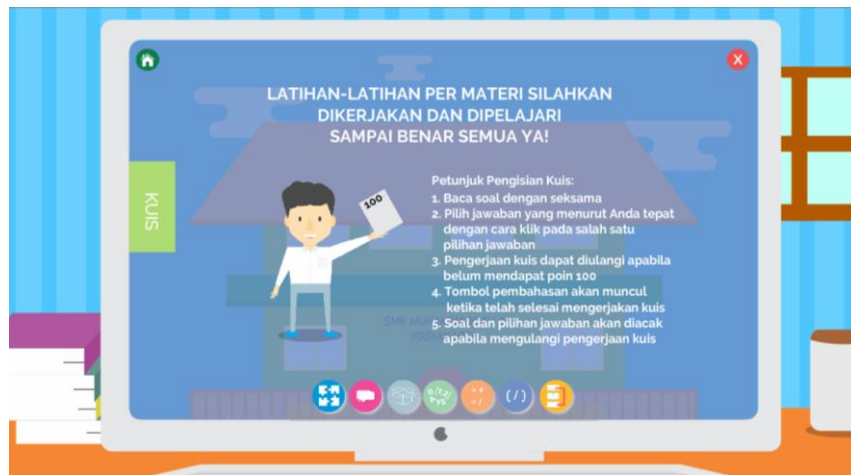 LATIHAN-LATIHAN PER MATERI SILAHKAN
DIKERJAKAN DAN DIPELAJARI
SAMPAI BENAR SEMUA YA!
KUIS
100
Petunjuk Pengisian Kuis:
1. Baca soal dengan seksama
2. Pilih jawaban yang menurut Anda tepat
dengan cara klik pada salah satu
pilihan jawaban
3. Pengerjaan kuis dapat diulangi apabila
belum mendapat poin 100
4. Tombol pembahasan akan muncul
ketika telah selesai mengerjakan kuis
5. Soal dan pilihan jawaban akan diacak
apabila mengulangi pengerjaan kuis
SMK
X
(/)